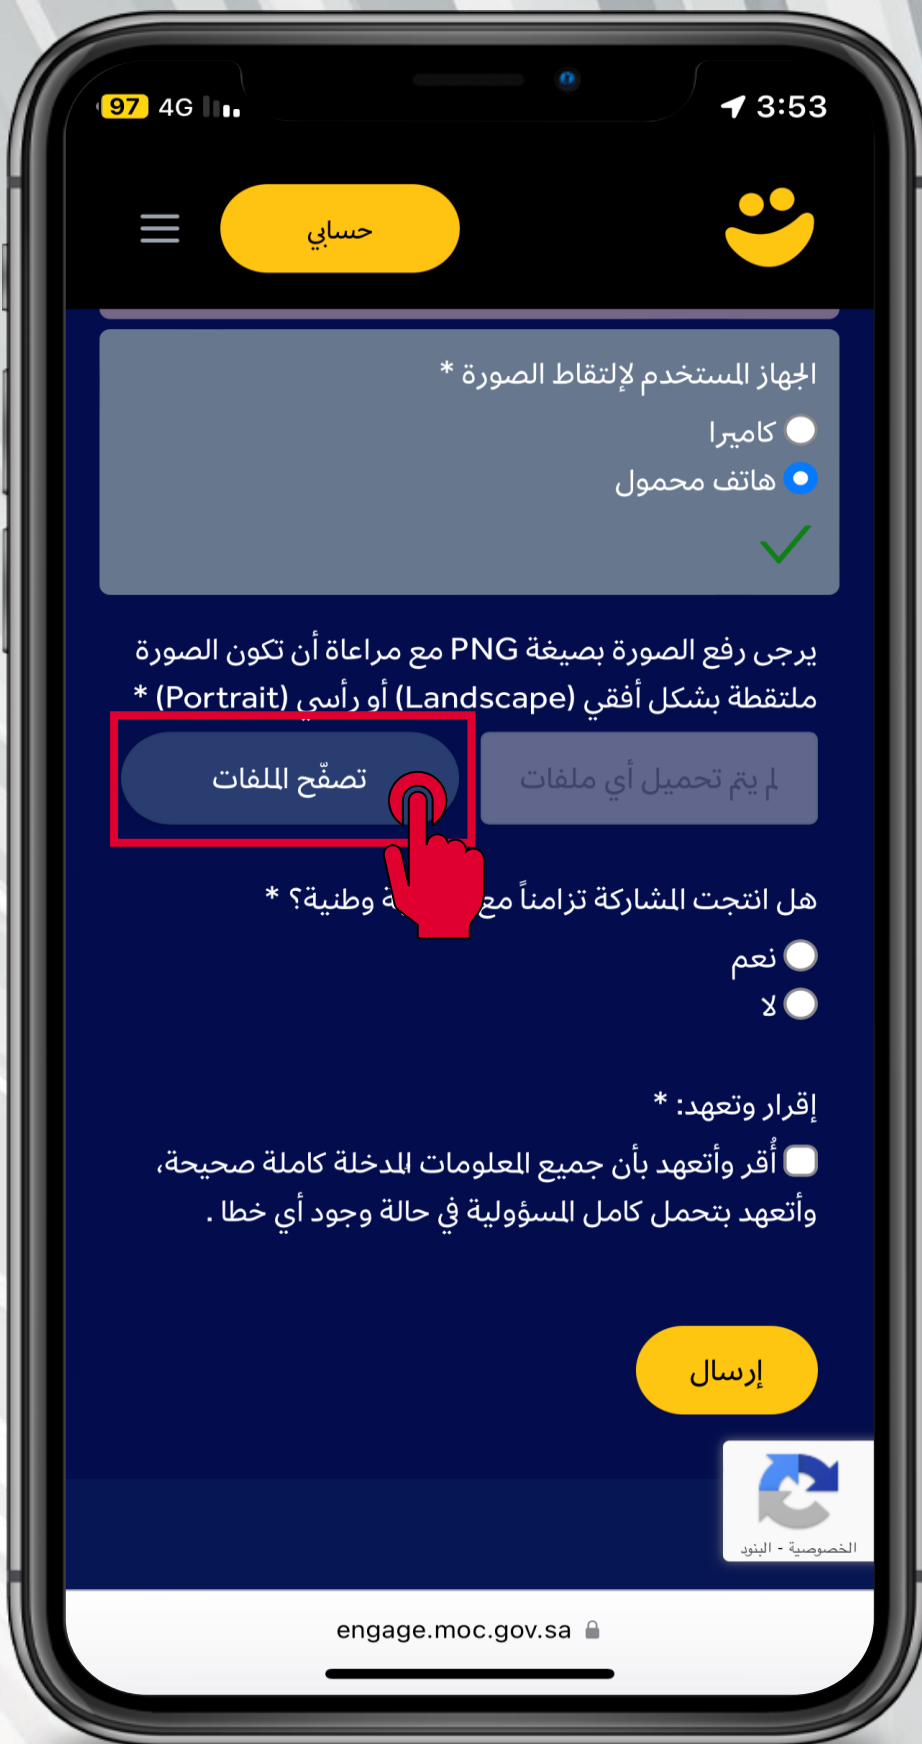 97 4G 3:53
حسابي
الجهاز المستخدم لإلتقاط الصورة *
كاميرا
هاتف محمول
يرجى رفع الصورة بصيغة PNG مع مراعاة أن تكون الصورة
ملتقطة بشكل أفقي (Landscape) أو رأسي (Portrait) *
لم يتم تحميل أي ملفات
تصفّح الملفات
هل انتجت المشاركة تزامناً مع وطنية؟ *
نعم
لا
إقرار وتعهد: *
أُقر وأتعهد بأن جميع المعلومات المدخلة كاملة صحيحة،
وأتعهد بتحمل كامل المسؤولية في حالة وجود أي خطا .
إرسال
الخصوصية - البنود
engage.moc.gov.sa